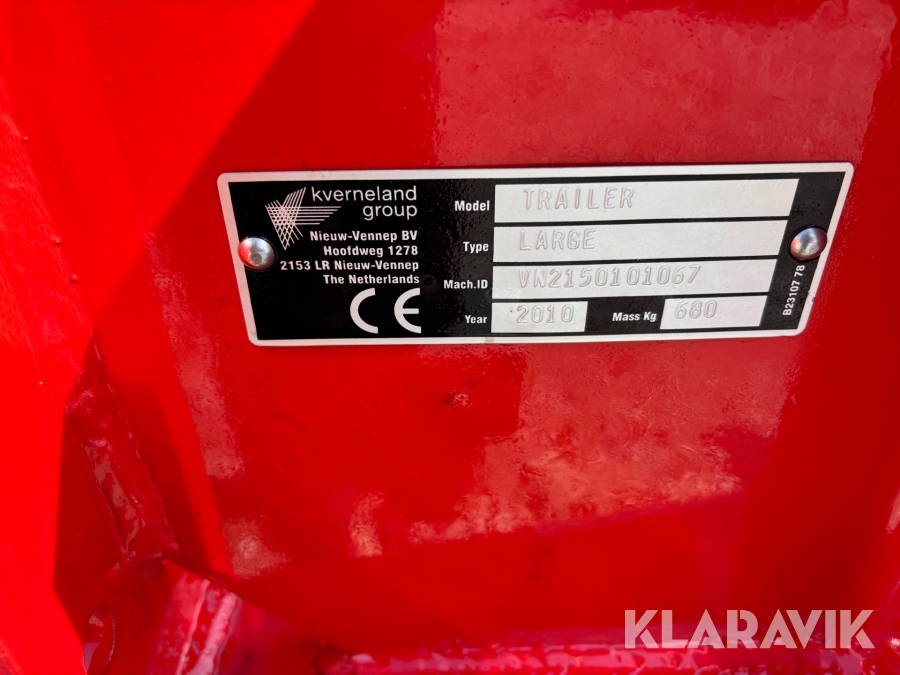 kverneland
group
Nieuw-Vennep BV
Hoofdweg 1278
2153 LR Nieuw-Vennep
The Netherlands
CE
Model TRAILER
Type LARGE
Mach.ID VN2150101067
Year 2010 Mass Kg 680
B23107 78
KLARAVIK